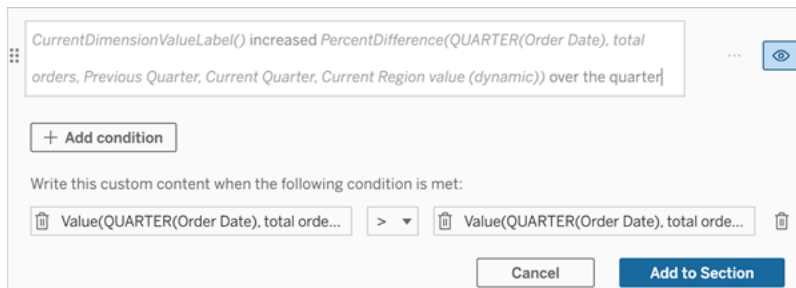 CurrentDimensionValueLabel() increased PercentDifference(QUARTER(Order Date), total
orders, Previous Quarter, Current Quarter, Current Region value (dynamic)) over the quarter
+ Add condition
Write this custom content when the following condition is met:
Value(QUARTER(Order Date), total orde... > Value(QUARTER(Order Date), total orde...
Cancel Add to Section